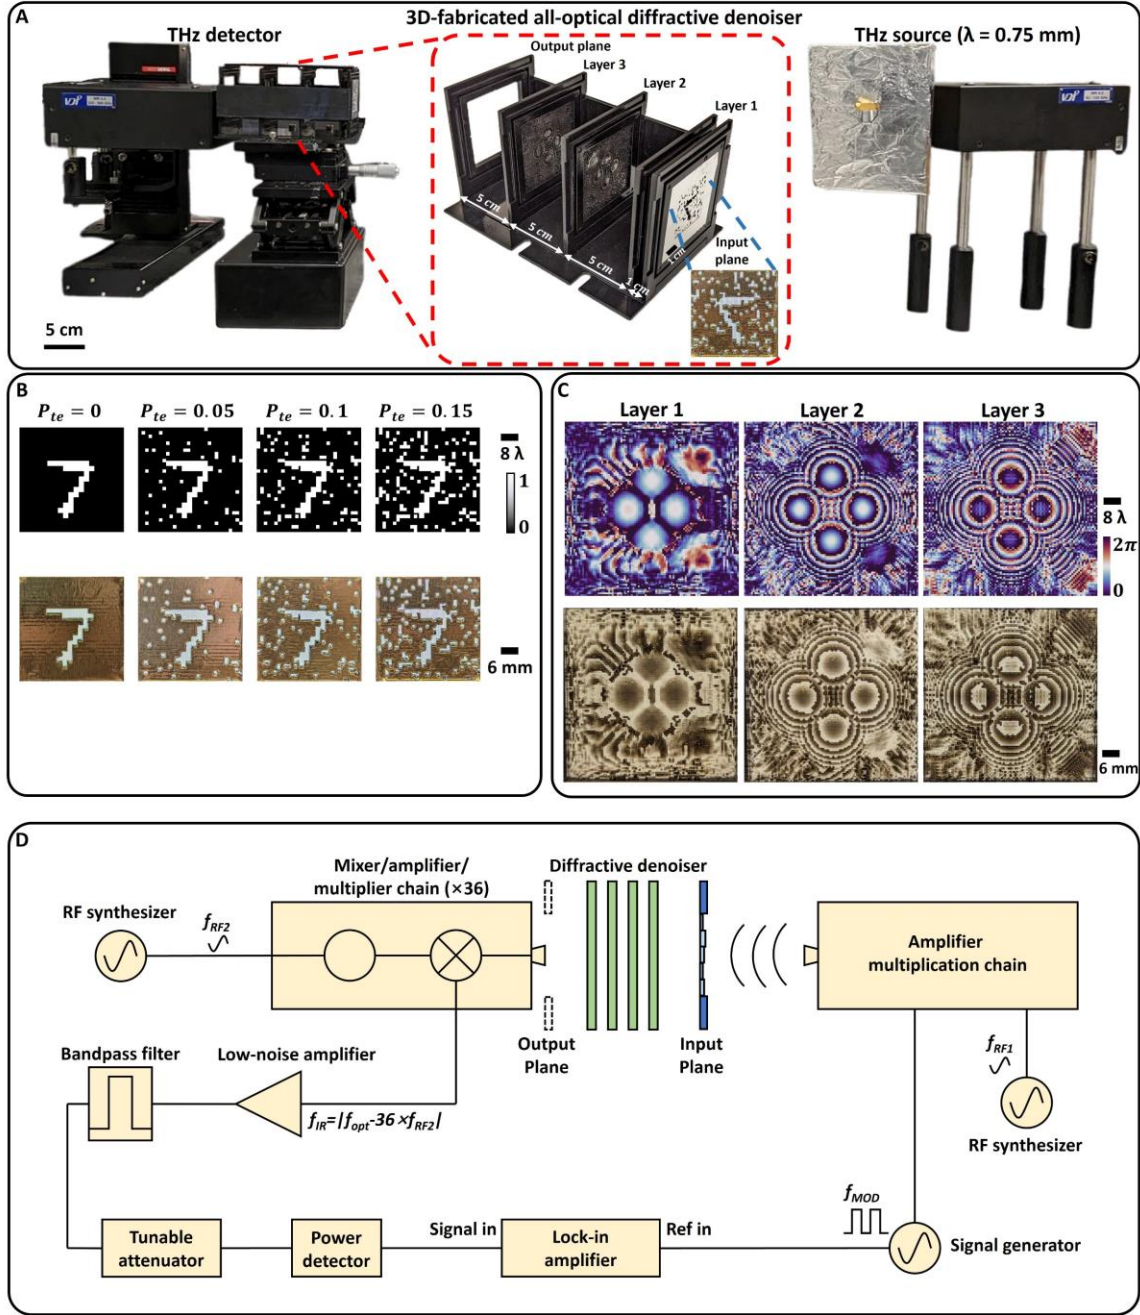 A
3D-fabricated all-optical diffractive denoiser
THz detector
THz source (λ = 0.75 mm)
Output plane
Layer 3
Layer 2
Layer 1
VDI
VDI
5 cm
5 cm
5 cm
1 cm
1 cm
Input
plane
5 cm
B
P_te = 0
P_te = 0.05
P_te = 0.1
P_te = 0.15
8 λ
1
0
6 mm
C
Layer 1
Layer 2
Layer 3
8 λ
2π
0
6 mm
D
Mixer/amplifier/
multiplier chain (×36)
Diffractive denoiser
RF synthesizer
f_RF2
Amplifier
multiplication chain
Output
Plane
Input
Plane
Bandpass filter
Low-noise amplifier
f_IR=|f_opt-36×f_RF2|
f_RF1
RF synthesizer
f_MOD
Tunable
attenuator
Power
detector
Signal in
Lock-in
amplifier
Ref in
Signal generator